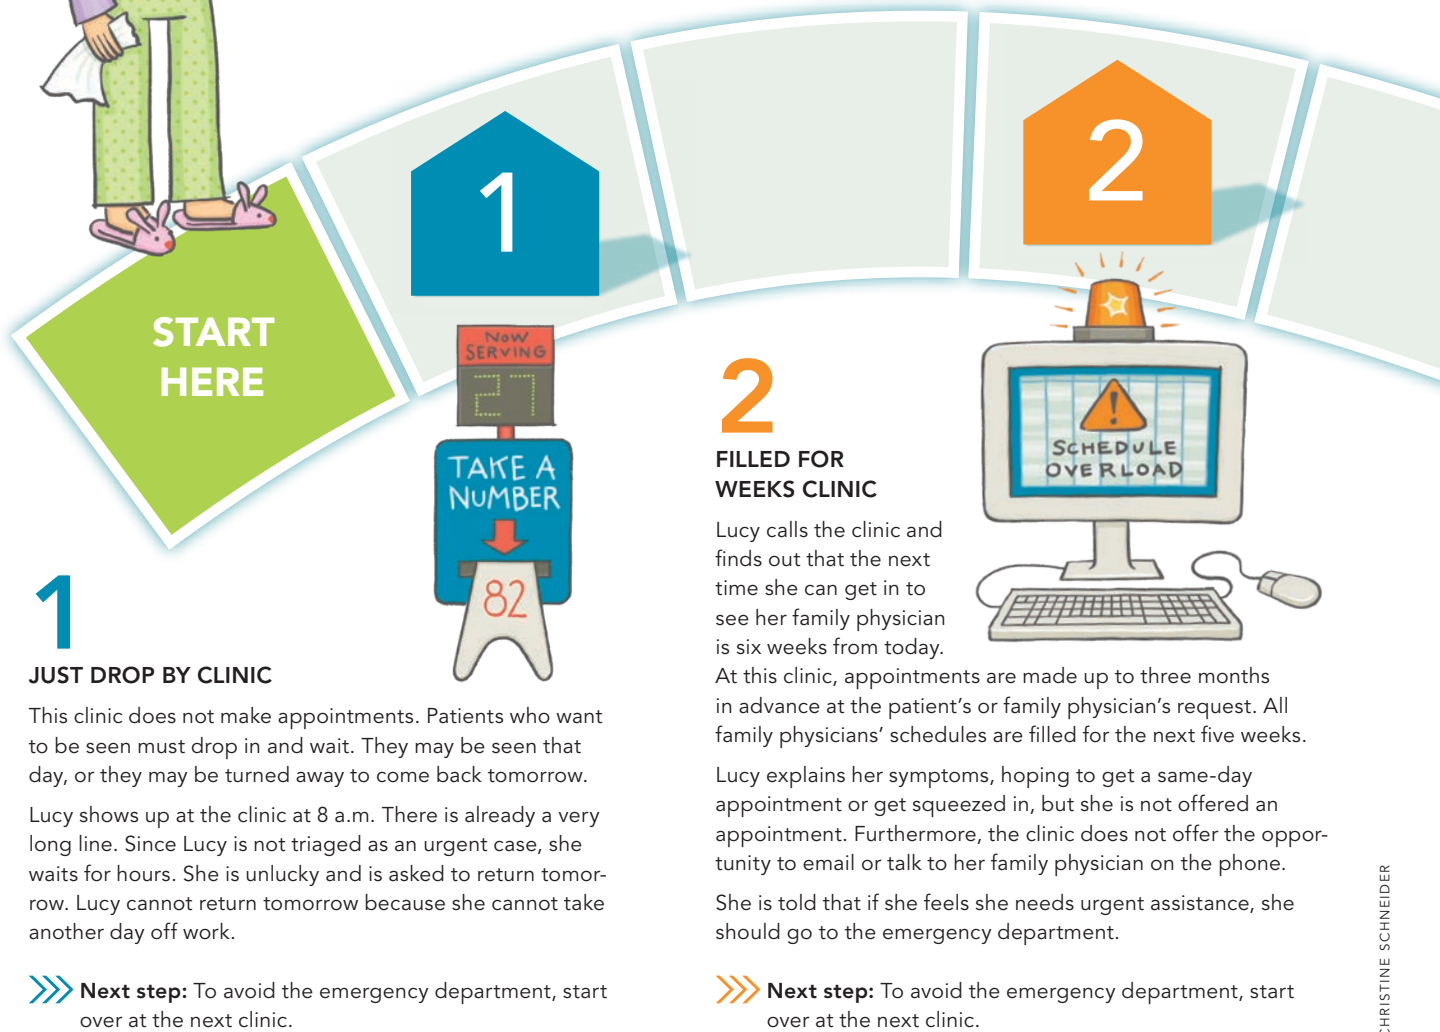 1
2
START
HERE
NOW
SERVING
27
TAKE A
NUMBER
82
1
JUST DROP BY CLINIC
This clinic does not make appointments. Patients who want
to be seen must drop in and wait. They may be seen that
day, or they may be turned away to come back tomorrow.
Lucy shows up at the clinic at 8 a.m. There is already a very
long line. Since Lucy is not triaged as an urgent case, she
waits for hours. She is unlucky and is asked to return tomor-
row. Lucy cannot return tomorrow because she cannot take
another day off work.
Next step: To avoid the emergency department, start
over at the next clinic.
2
FILLED FOR
WEEKS CLINIC
SCHEDULE
OVERLOAD
Lucy calls the clinic and
finds out that the next
time she can get in to
see her family physician
is six weeks from today.
At this clinic, appointments are made up to three months
in advance at the patient’s or family physician’s request. All
family physicians’ schedules are filled for the next five weeks.
Lucy explains her symptoms, hoping to get a same-day
appointment or get squeezed in, but she is not offered an
appointment. Furthermore, the clinic does not offer the oppor-
tunity to email or talk to her family physician on the phone.
She is told that if she feels she needs urgent assistance, she
should go to the emergency department.
Next step: To avoid the emergency department, start
over at the next clinic.
CHRISTINE SCHNEIDER